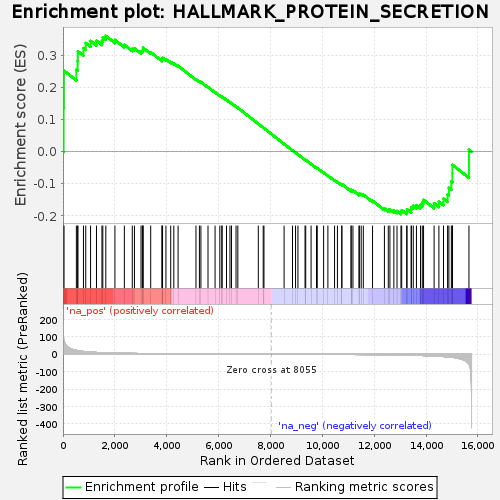 Enrichment plot: HALLMARK_PROTEIN_SECRETION
Enrichment score (ES)
0.3
0.2
0.1
0.0
-0.1
-0.2
'na_pos' (positively correlated)
Ranked list metric (PreRanked)
200
100
0
-100
-200
-300
-400
Zero cross at 8055
'na_neg' (negatively correlated)
0
2,000
4,000
6,000
8,000
10,000
12,000
14,000
16,000
Rank in Ordered Dataset
Enrichment profile
Hits
Ranking metric scores